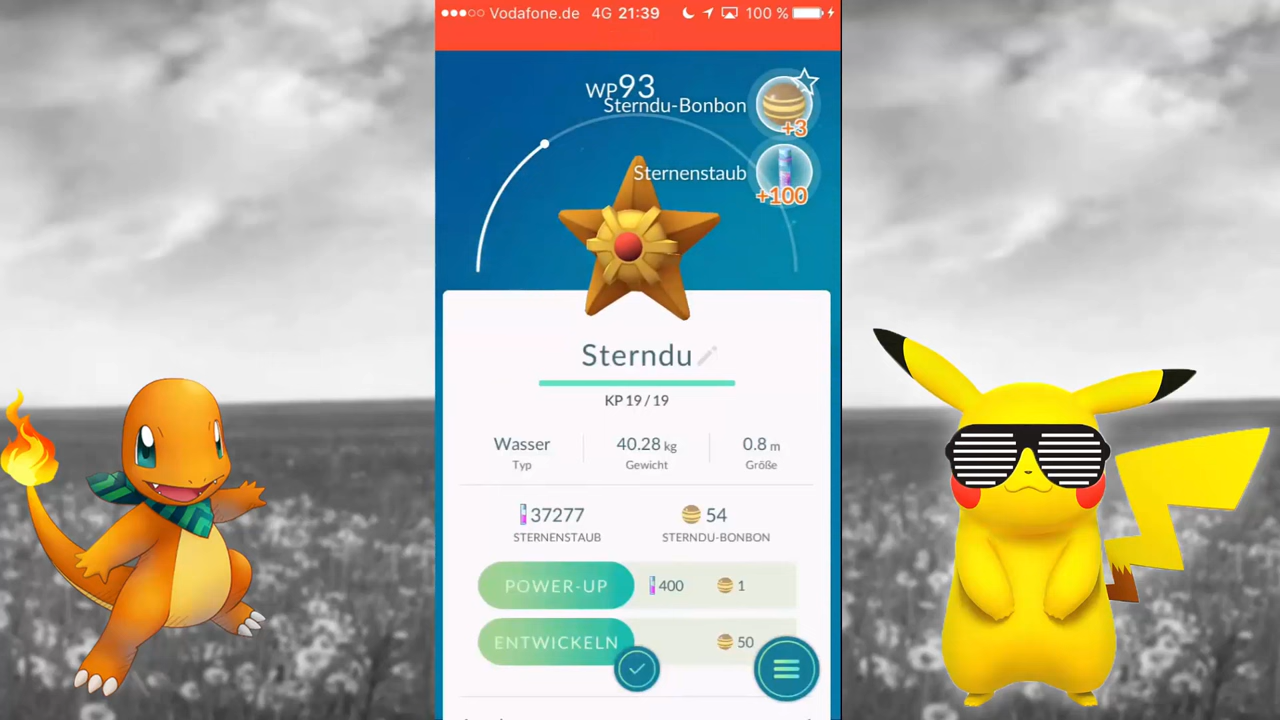 Vodafone.de 4G 21:39 100 %
WP93
Sterndu-Bonbon
+3
Sternenstaub
+100
Sterndu
KP 19 / 19
Wasser 40.28 kg 0.8 m
Typ Gewicht Größe
37277 54
STERNENSTAUB STERNDU-BONBON
POWER-UP 400 1
ENTWICKELN 50